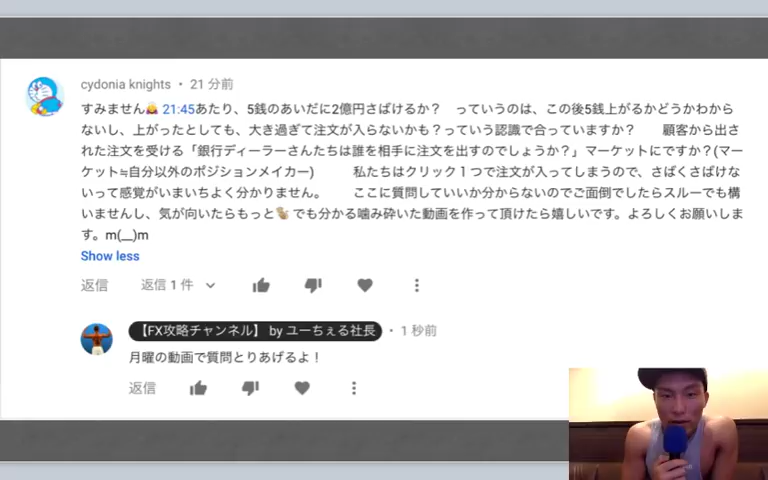 cydonia knights • 21 分前
すみません🙇 21:45あたり、5銭のあいだに2億円さばけるか？　っていうのは、この後5銭上がるかどうかわから
ないし、上がったとしても、大き過ぎて注文が入らないかも？っていう認識で合っていますか？　　顧客から出さ
れた注文を受ける「銀行ディーラーさんたちは誰を相手に注文を出すのでしょうか？」マーケットにですか？(マー
ケット≒自分以外のポジションメイカー)　　　私たちはクリック１つで注文が入ってしまうので、さばくさばけな
いって感覚がいまいちよく分かりません。　　ここに質問していいか分からないのでご面倒でしたらスルーでも構
いませんし、気が向いたらもっと🐒でも分かる噛み砕いた動画を作って頂けたら嬉しいです。よろしくお願いしま
す。m(__)m
Show less
返信 返信 1 件
【FX攻略チャンネル】 by ユーちぇる社長 • 1 秒前
月曜の動画で質問とりあげるよ！
返信